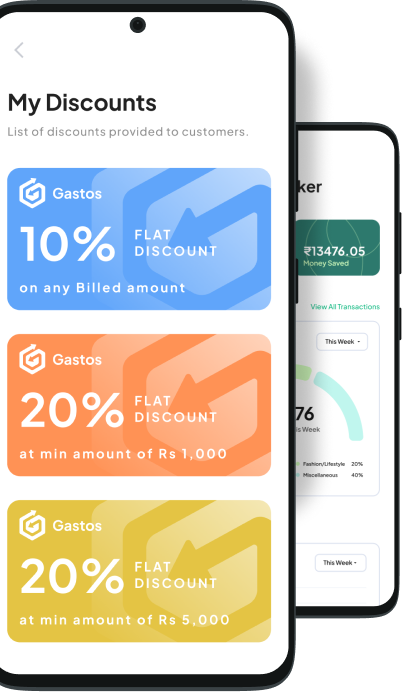 My Discounts
List of discounts provided to customers.
Gastos
10% FLAT
DISCOUNT
on any Billed amount
Gastos
20% FLAT
DISCOUNT
at min amount of Rs 1,000
Gastos
20% FLAT
DISCOUNT
at min amount of Rs 5,000
ker
₹13476.05
Money Saved
View All Transactions
This Week
76
is Week
Fashion/Lifestyle 20%
Miscellaneous 40%
This Week